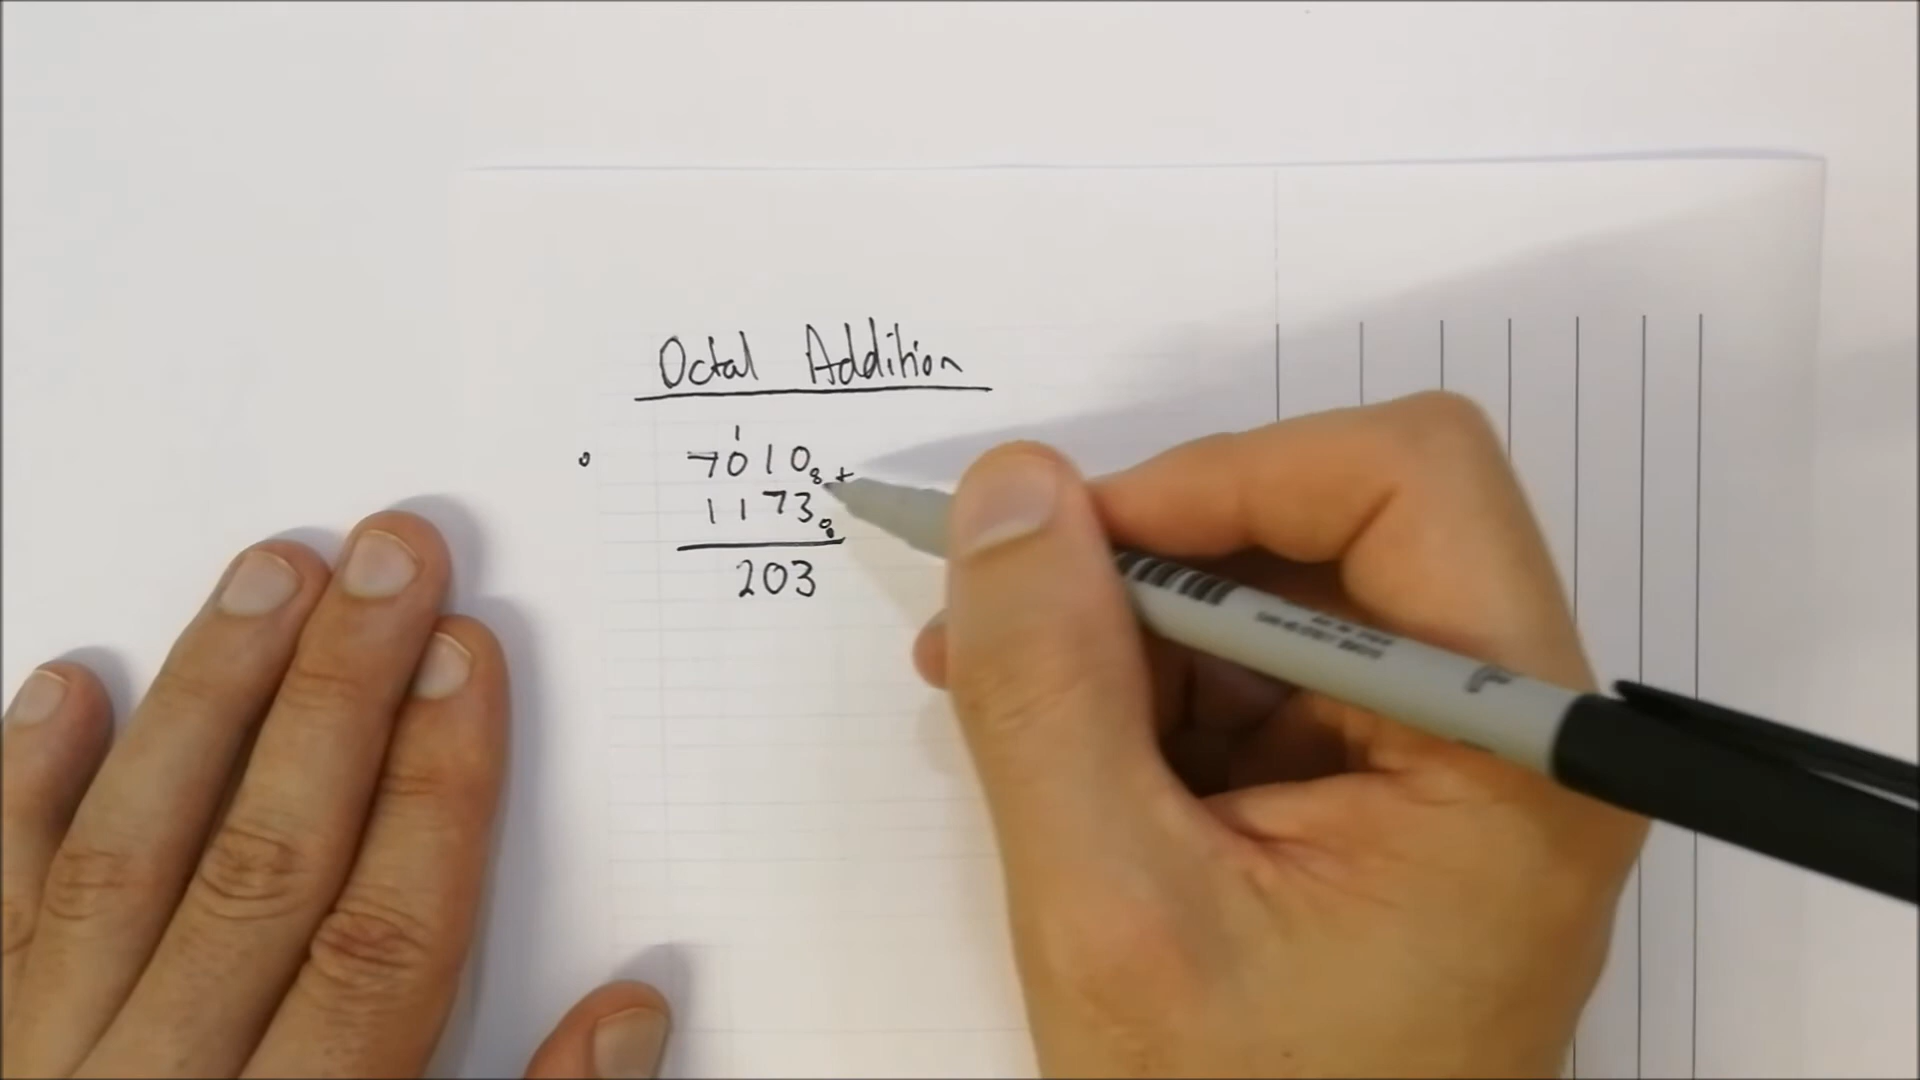 Octal Addition
1
7010₈ +
1173₈
203